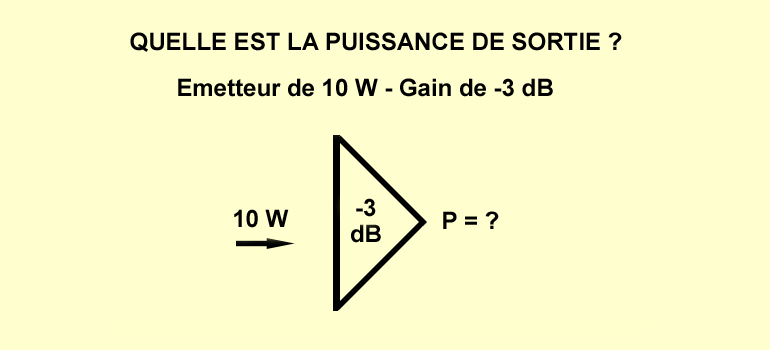 QUELLE EST LA PUISSANCE DE SORTIE ?
Emetteur de 10 W - Gain de -3 dB
10 W
-3
dB
P = ?